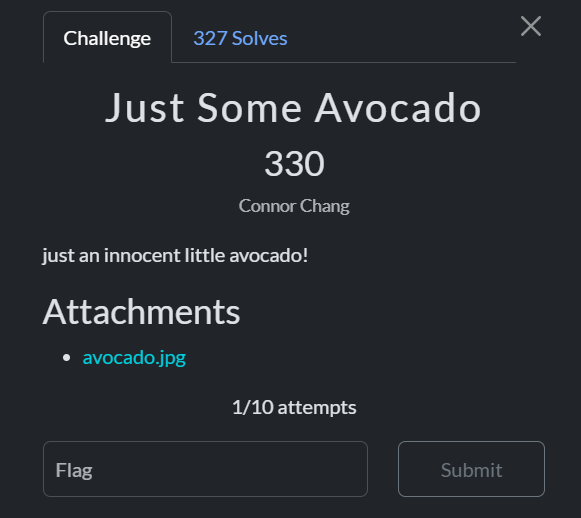 Challenge
327 Solves
Just Some Avocado
330
Connor Chang
just an innocent little avocado!
Attachments
avocado.jpg
1/10 attempts
Flag
Submit